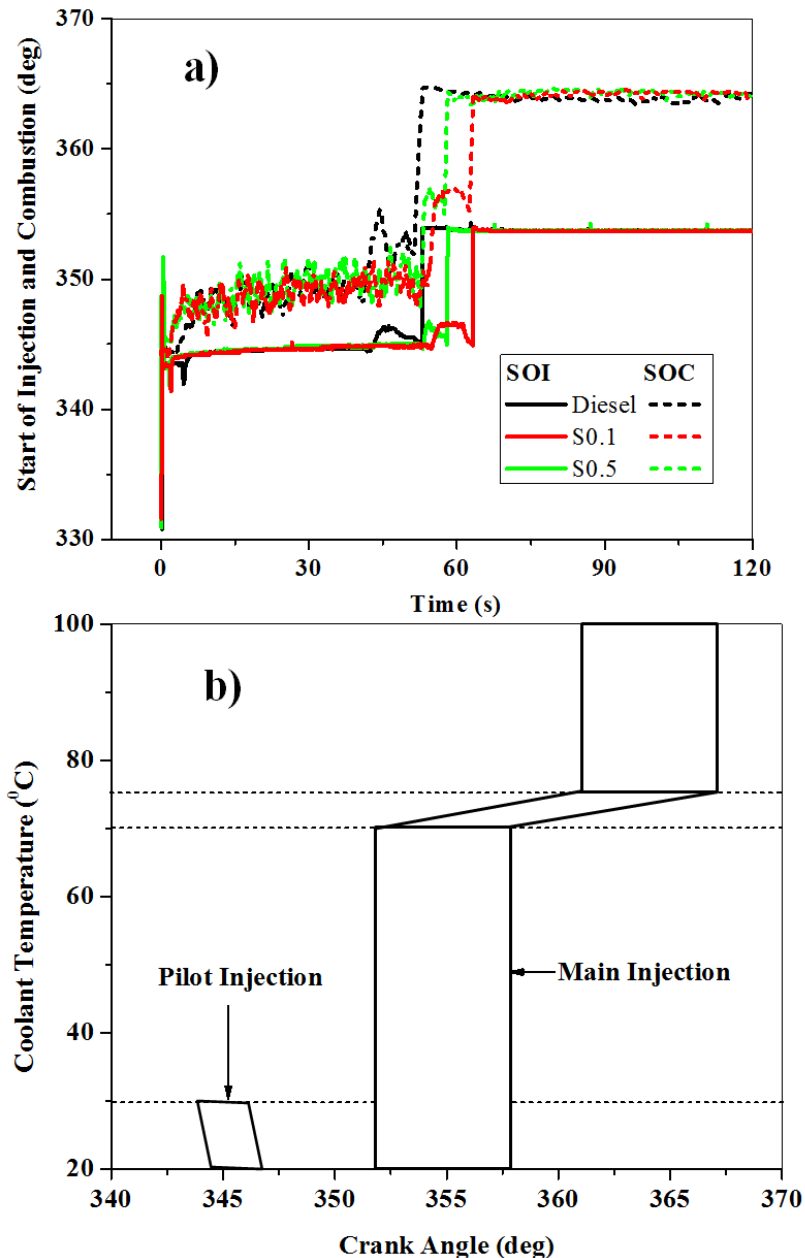 a)
370
360
350
340
330
Start of Injection and Combustion (deg)
SOI SOC
Diesel
S0.1
S0.5
0 30 60 90 120
Time (s)
b)
100
80
60
40
20
Coolant Temperature (⁰C)
Pilot Injection
Main Injection
340 345 350 355 360 365 370
Crank Angle (deg)